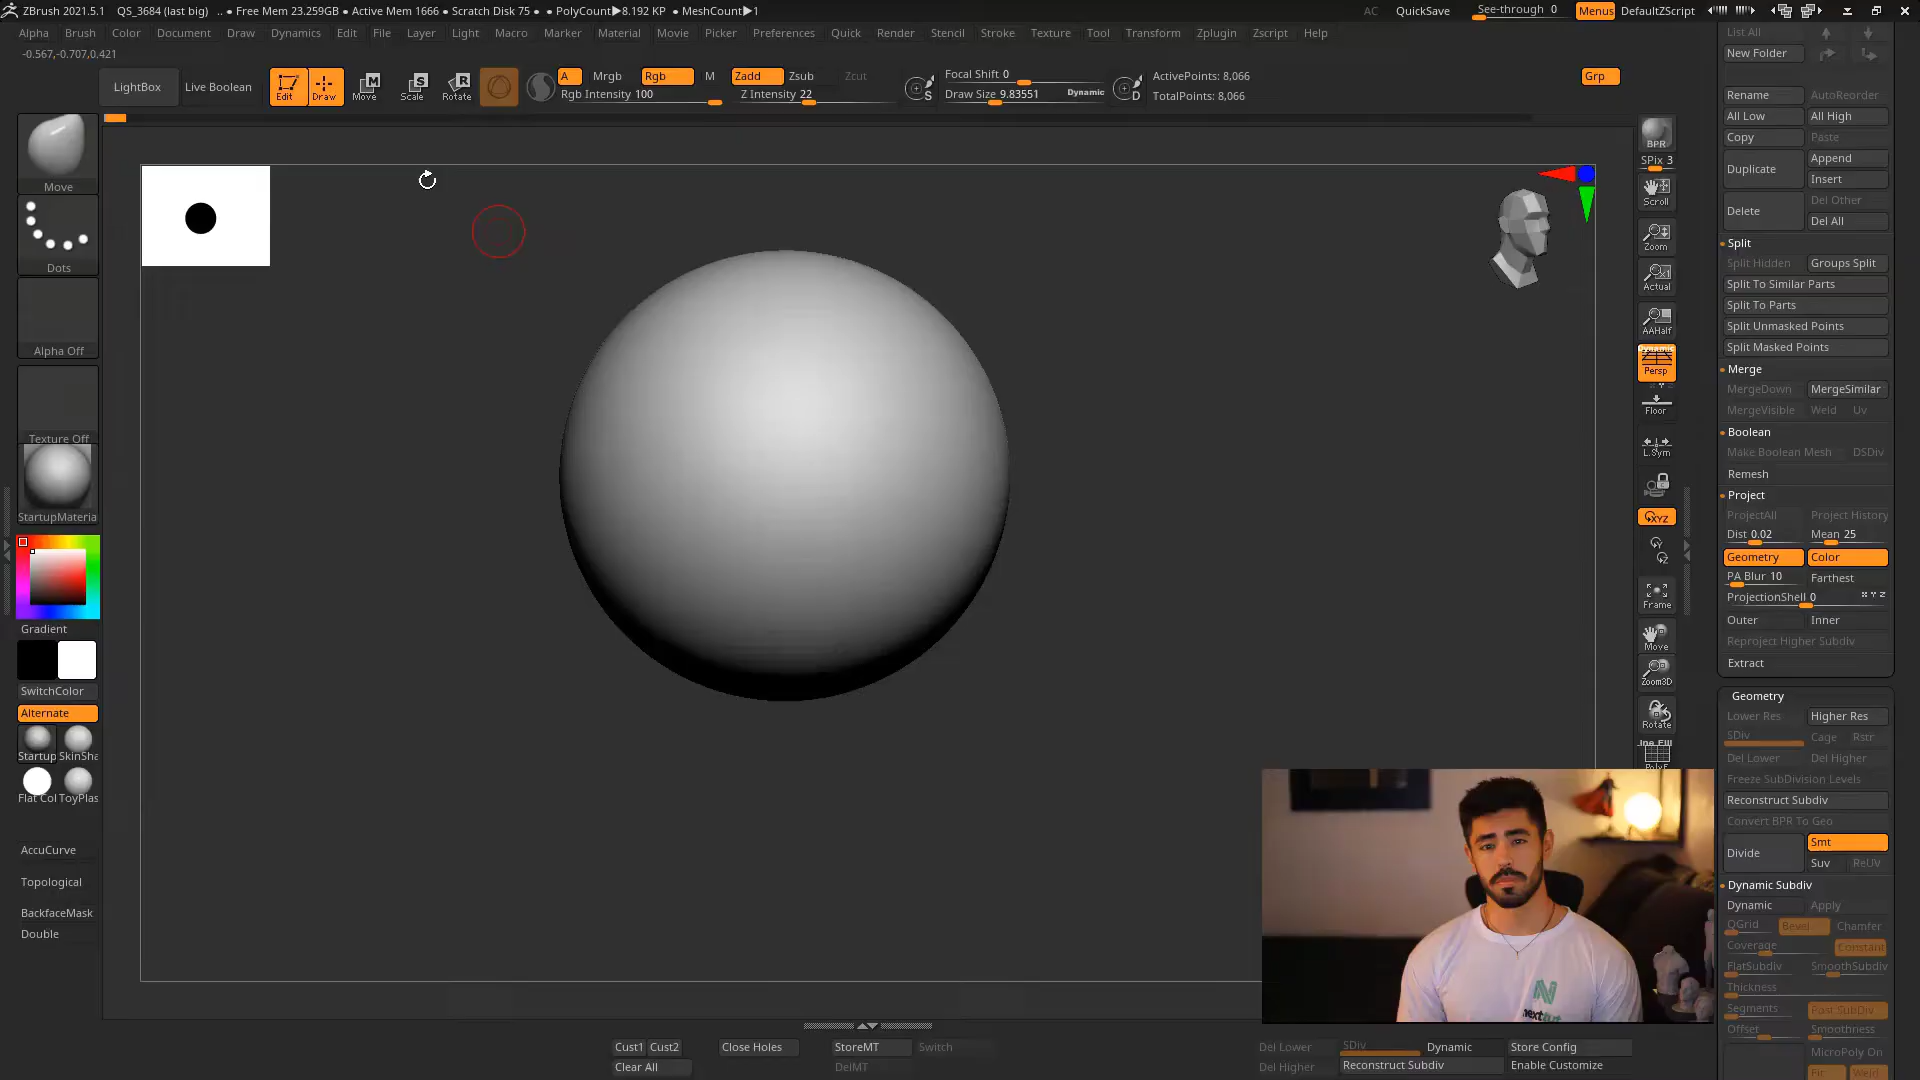 ZBrush 2021.5.1 QS_3684 (last big) .. • Free Mem 23.259GB • Active Mem 1666 • Scratch Disk 75 • PolyCount▶8.192 KP • MeshCount▶1 AC QuickSave See-through 0 Menus DefaultZScript
Alpha Brush Color Document Draw Dynamics Edit File Layer Light Macro Marker Material Movie Picker Preferences Quick Render Stencil Stroke Texture Tool Transform Zplugin Zscript Help
-0.567,-0.707,0.421
LightBox
Live Boolean
Edit
Draw
Move
Scale
Rotate
A Mrgb Rgb M
Rgb Intensity 100
Zadd Zsub Zcut
Z Intensity 22
S
Focal Shift 0
Draw Size 9.83551 Dynamic
D
ActivePoints: 8,066
TotalPoints: 8,066
Grp
Move
Dots
Alpha Off
Texture Off
StartupMateria
Gradient
SwitchColor
Alternate
Startup SkinSha
Flat Col ToyPlas
AccuCurve
Topological
BackfaceMask
Double
BPR
SPix 3
Scroll
Zoom
Actual
AAHalf
Dynamic
Persp
Floor
L.Sym
XYZ
Frame
Move
Zoom3D
Rotate
Line Fill
PolyF
List All
New Folder
Rename AutoReorder
All Low All High
Copy Paste
Duplicate Append
Insert
Delete Del Other
Del All
Split
Split Hidden Groups Split
Split To Similar Parts
Split To Parts
Split Unmasked Points
Split Masked Points
Merge
MergeDown MergeSimilar
MergeVisible Weld Uv
Boolean
Make Boolean Mesh DSDiv
Remesh
Project
ProjectAll Project History
Dist 0.02 Mean 25
Geometry Color
PA Blur 10 Farthest
ProjectionShell 0 X Y Z
Outer Inner
Reproject Higher Subdiv
Extract
Geometry
Lower Res Higher Res
SDiv Cage Rstr
Del Lower Del Higher
Freeze SubDivision Levels
Reconstruct Subdiv
Convert BPR To Geo
Divide Smt
Suv ReUV
Dynamic Subdiv
Dynamic Apply
QGrid Bevel Chamfer
Coverage Constant
FlatSubdiv SmoothSubdiv
Thickness
Segments Post SubDiv
Offset Smoothness
MicroPoly On
Fit Weld
N
Cust1 Cust2 Close Holes StoreMT Switch
Clear All DelMT
Del Lower SDiv Dynamic Store Config
Del Higher Reconstruct Subdiv Enable Customize